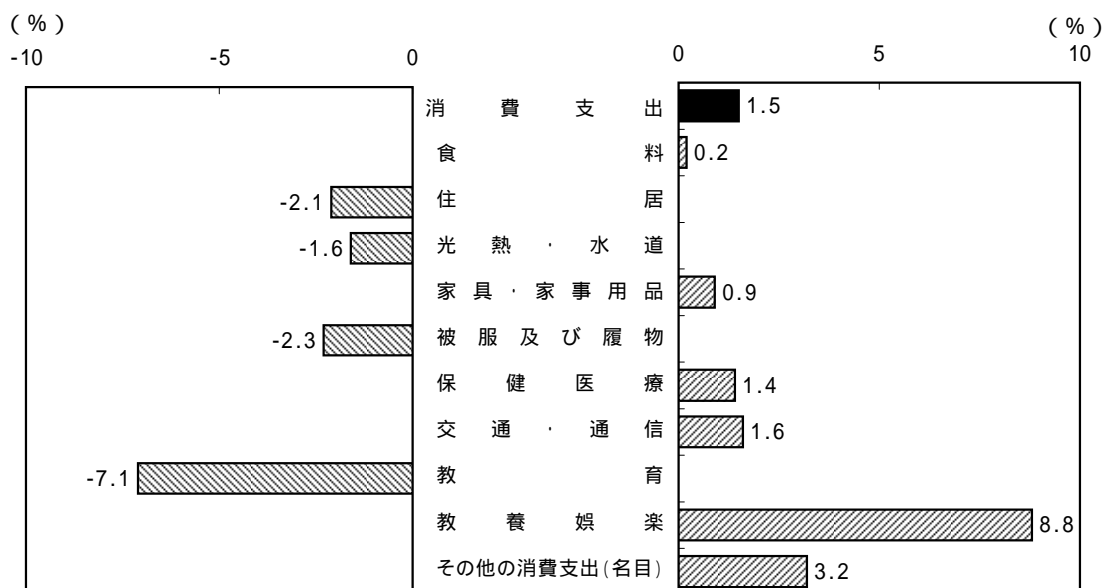 (%) (%)
-10 -5 0 0 5 10
消費支出 1.5
食料 0.2
-2.1 住居
-1.6 光熱・水道
家具・家事用品 0.9
-2.3 被服及び履物
保健医療 1.4
交通・通信 1.6
-7.1 教育
教養娯楽 8.8
その他の消費支出(名目) 3.2